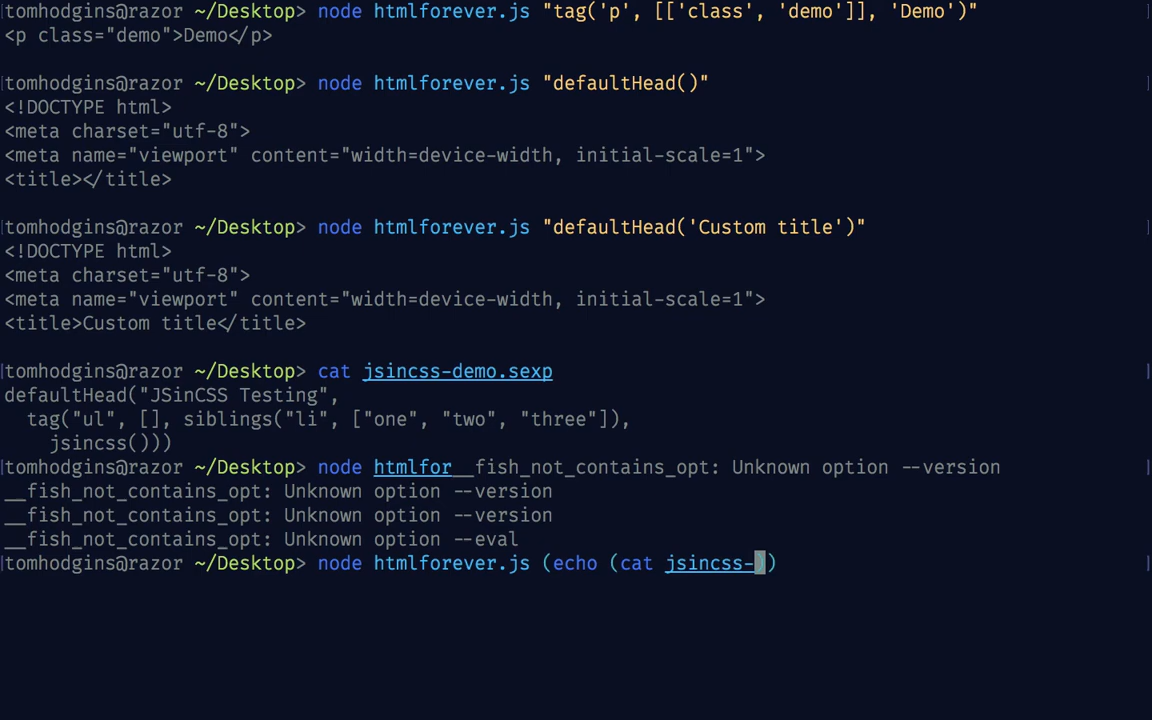 tomhodgins@razor ~/Desktop> node htmlforever.js "tag('p', [['class', 'demo']], 'Demo')"
<p class="demo">Demo</p>
tomhodgins@razor ~/Desktop> node htmlforever.js "defaultHead()"
<!DOCTYPE html>
<meta charset="utf-8">
<meta name="viewport" content="width=device-width, initial-scale=1">
<title></title>
tomhodgins@razor ~/Desktop> node htmlforever.js "defaultHead('Custom title')"
<!DOCTYPE html>
<meta charset="utf-8">
<meta name="viewport" content="width=device-width, initial-scale=1">
<title>Custom title</title>
tomhodgins@razor ~/Desktop> cat jsincss-demo.sexp
defaultHead("JSinCSS Testing",
  tag("ul", [], siblings("li", ["one", "two", "three"]),
    jsincss()))
tomhodgins@razor ~/Desktop> node htmlfor__fish_not_contains_opt: Unknown option --version
__fish_not_contains_opt: Unknown option --version
__fish_not_contains_opt: Unknown option --version
__fish_not_contains_opt: Unknown option --eval
tomhodgins@razor ~/Desktop> node htmlforever.js (echo (cat jsincss-))